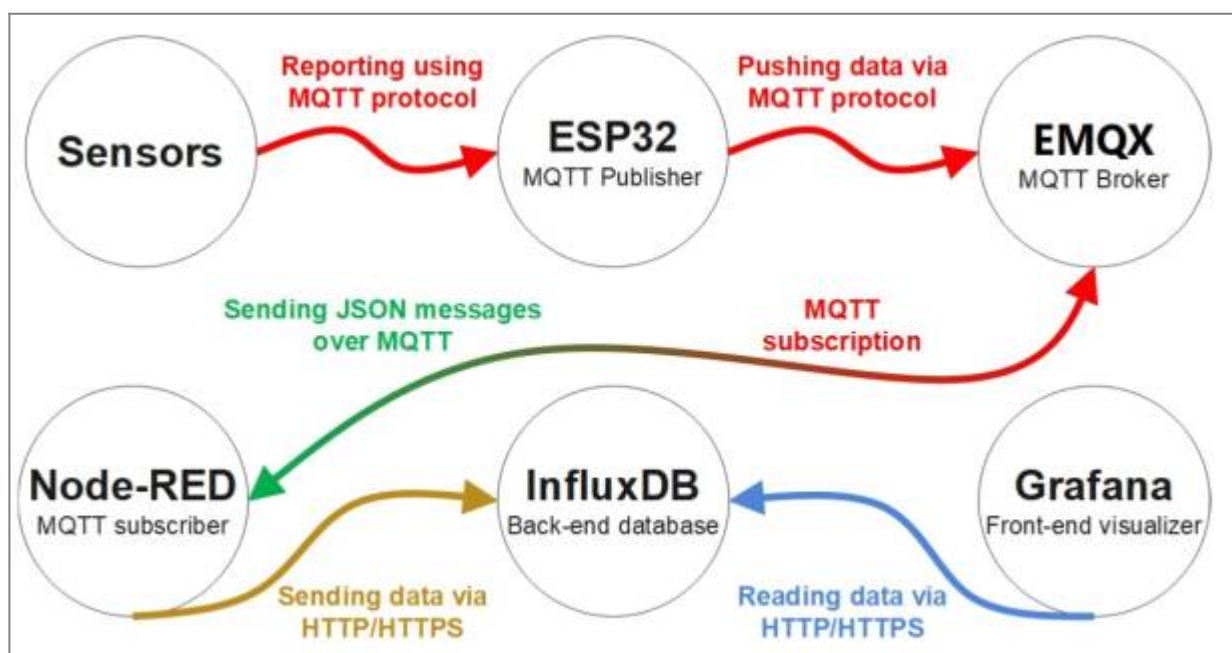 Reporting using
MQTT protocol
Pushing data via
MQTT protocol
Sensors
ESP32
MQTT Publisher
EMQX
MQTT Broker
Sending JSON messages
over MQTT
MQTT
subscription
Node-RED
MQTT subscriber
InfluxDB
Back-end database
Grafana
Front-end visualizer
Sending data via
HTTP/HTTPS
Reading data via
HTTP/HTTPS